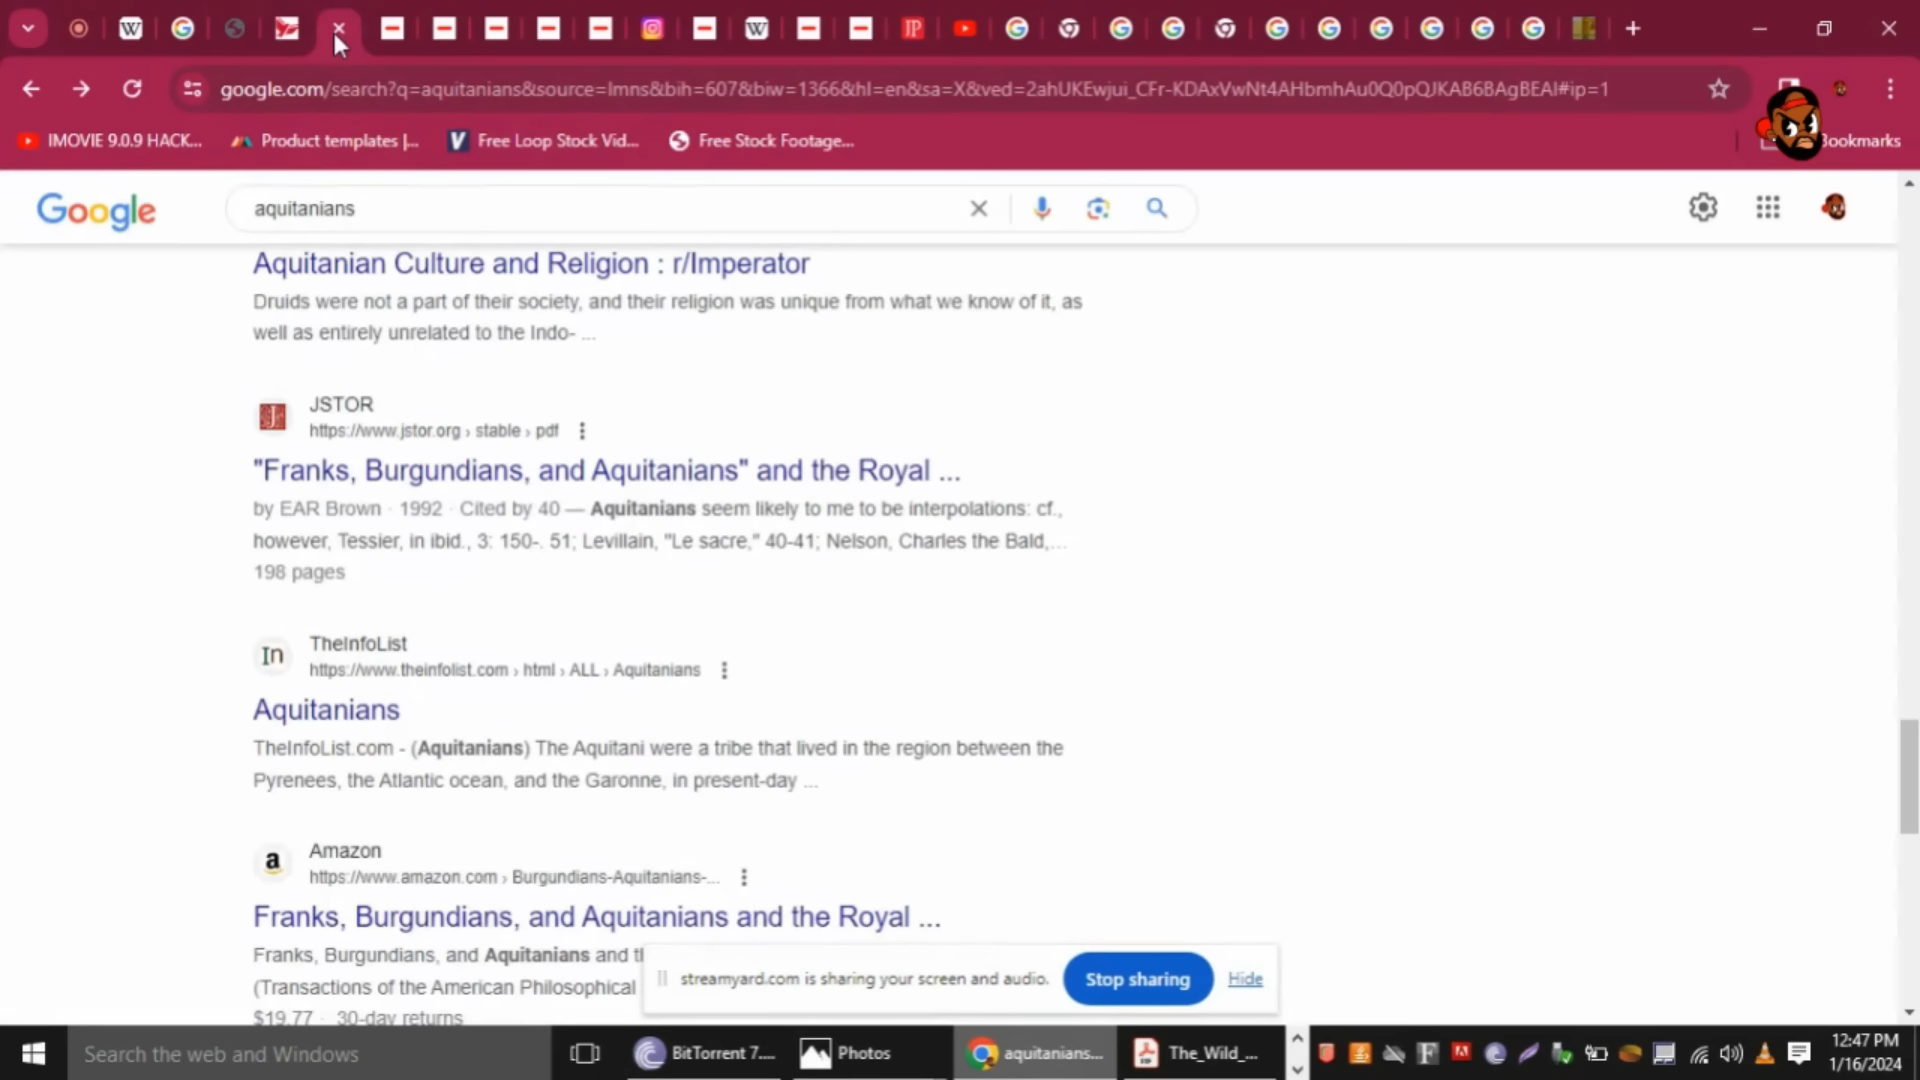 google.com/search?q=aquitanians&source=lmns&bih=607&biw=1366&hl=en&sa=X&ved=2ahUKEwjui_CFr-KDAxVwNt4AHbmhAu0Q0pQJKAB6BAgBEAI#ip=1
IMOVIE 9.0.9 HACK...
Product templates |...
Free Loop Stock Vid...
Free Stock Footage...
Bookmarks
Google
aquitanians
Aquitanian Culture and Religion : r/Imperator
Druids were not a part of their society, and their religion was unique from what we know of it, as
well as entirely unrelated to the Indo- ...
JSTOR
https://www.jstor.org › stable › pdf
"Franks, Burgundians, and Aquitanians" and the Royal ...
by EAR Brown · 1992 · Cited by 40 — Aquitanians seem likely to me to be interpolations: cf.,
however, Tessier, in ibid., 3: 150-. 51; Levillain, "Le sacre," 40-41; Nelson, Charles the Bald,...
198 pages
In
TheInfoList
https://www.theinfolist.com › html › ALL › Aquitanians
Aquitanians
TheInfoList.com - (Aquitanians) The Aquitani were a tribe that lived in the region between the
Pyrenees, the Atlantic ocean, and the Garonne, in present-day ...
Amazon
https://www.amazon.com › Burgundians-Aquitanians-...
Franks, Burgundians, and Aquitanians and the Royal ...
Franks, Burgundians, and Aquitanians and t
(Transactions of the American Philosophical
$19.77 · 30-day returns
streamyard.com is sharing your screen and audio.
Stop sharing
Hide
Search the web and Windows
BitTorrent 7....
Photos
aquitanians...
The_Wild_...
12:47 PM
1/16/2024